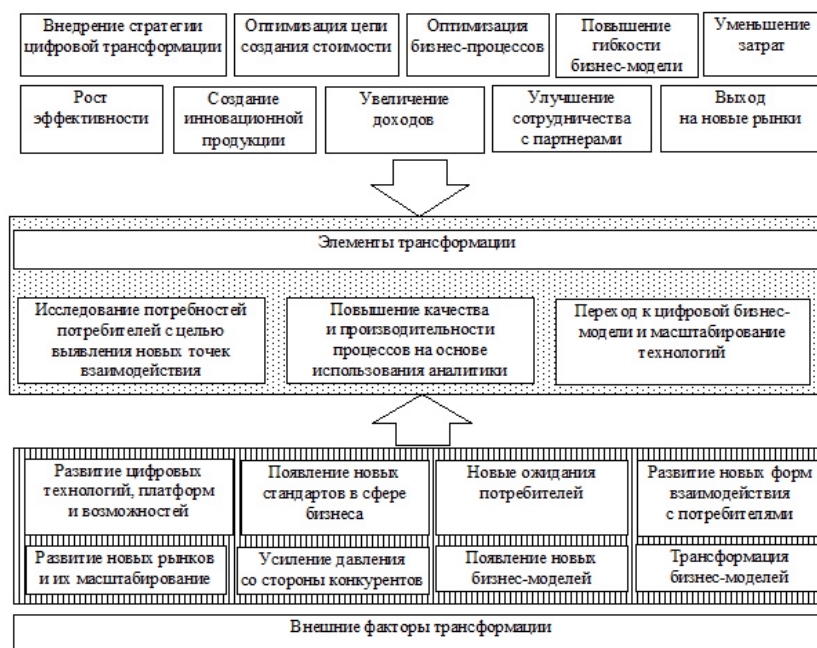 Внедрение стратегии
цифровой трансформации
Оптимизация цепи
создания стоимости
Оптимизация
бизнес-процессов
Повышение
гибкости
бизнес-модели
Уменьшение
затрат
Рост
эффективности
Создание
инновационной
продукции
Увеличение
доходов
Улучшение
сотрудничества
с партнерами
Выход
на новые рынки
Элементы трансформации
Исследование потребностей
потребителей с целью
выявления новых точек
взаимодействия
Повышение качества
и производительности
процессов на основе
использования аналитики
Переход к цифровой бизнес-
модели и масштабирование
технологий
Развитие цифровых
технологий, платформ
и возможностей
Появление новых
стандартов в сфере
бизнеса
Новые ожидания
потребителей
Развитие новых форм
взаимодействия
с потребителями
Развитие новых рынков
и их масштабирование
Усиление давления
со стороны конкурентов
Появление новых
бизнес-моделей
Трансформация
бизнес-моделей
Внешние факторы трансформации